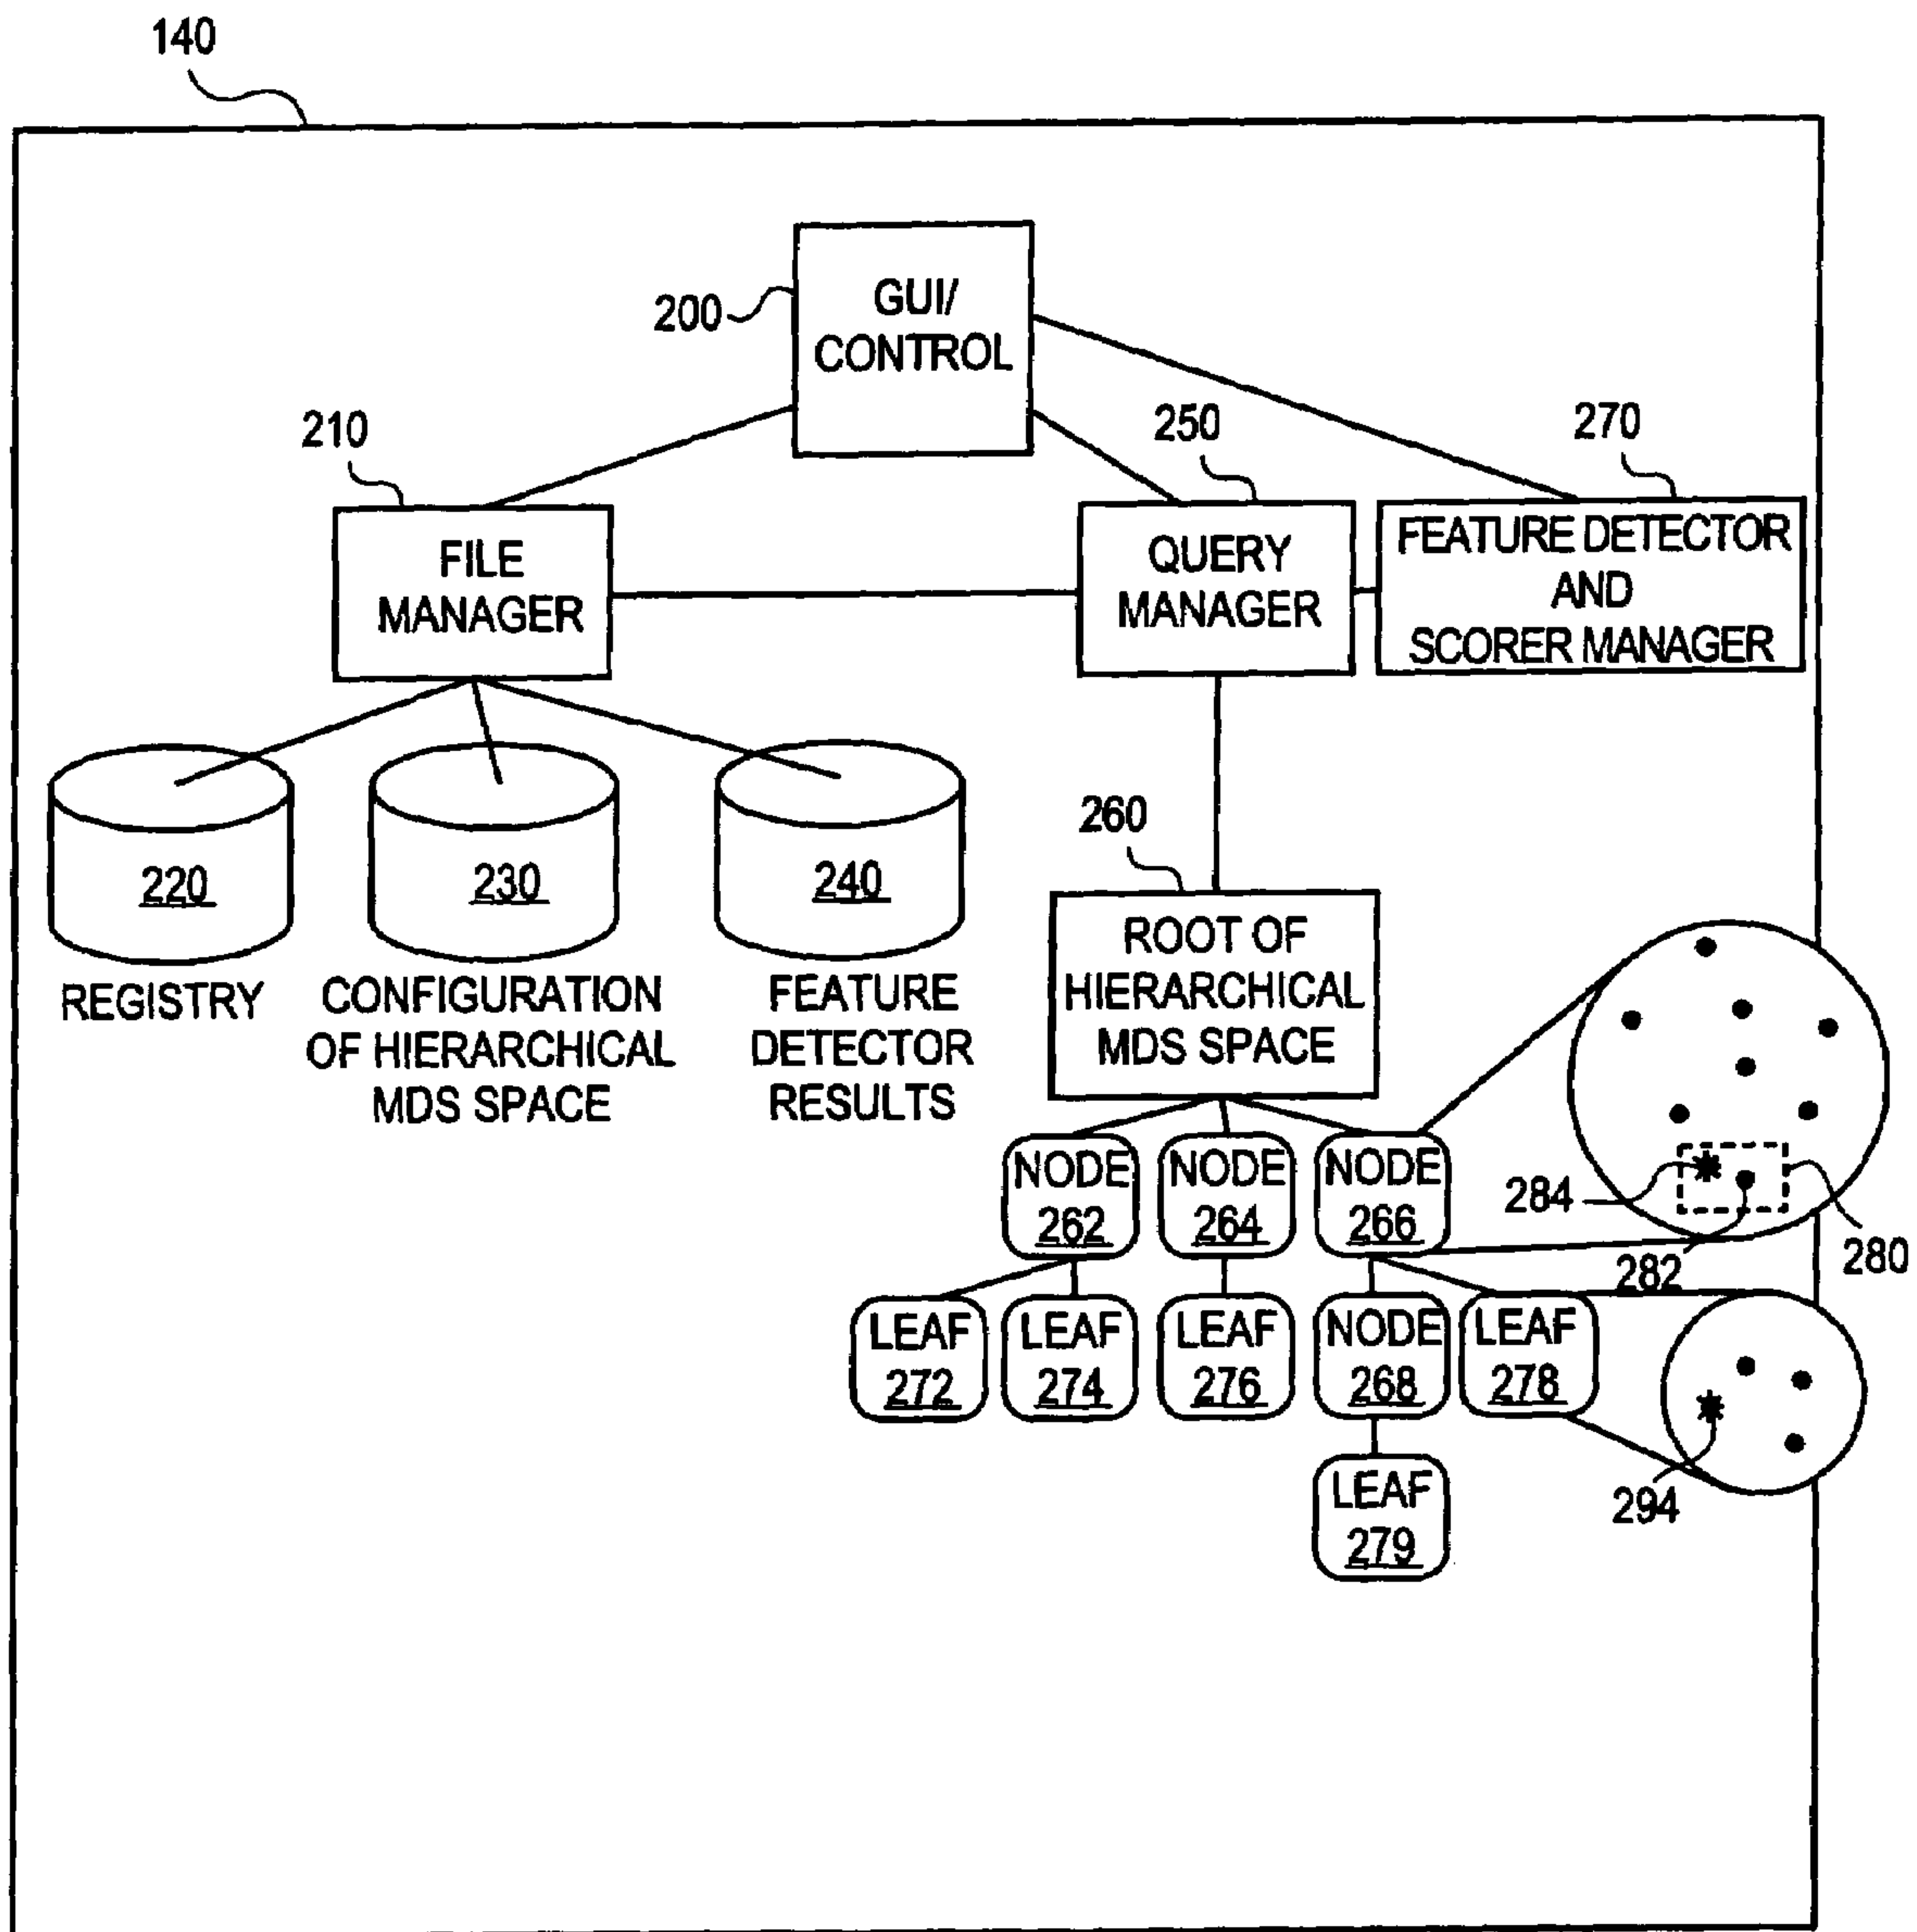 140
200
GUI/
CONTROL
210
250
270
FILE
MANAGER
QUERY
MANAGER
FEATURE DETECTOR
AND
SCORER MANAGER
220
230
240
REGISTRY
CONFIGURATION
OF HIERARCHICAL
MDS SPACE
FEATURE
DETECTOR
RESULTS
260
ROOT OF
HIERARCHICAL
MDS SPACE
NODE
262
NODE
264
NODE
266
284
282
280
LEAF
272
LEAF
274
LEAF
276
NODE
268
LEAF
278
294
LEAF
279